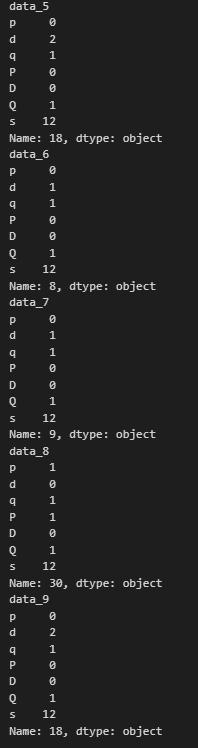 data_5
p     0
d     2
q     1
P     0
D     0
Q     1
s    12
Name: 18, dtype: object
data_6
p     0
d     1
q     1
P     0
D     0
Q     1
s    12
Name: 8, dtype: object
data_7
p     0
d     1
q     1
P     0
D     0
Q     1
s    12
Name: 9, dtype: object
data_8
p     1
d     0
q     1
P     1
D     0
Q     1
s    12
Name: 30, dtype: object
data_9
p     0
d     2
q     1
P     0
D     0
Q     1
s    12
Name: 18, dtype: object